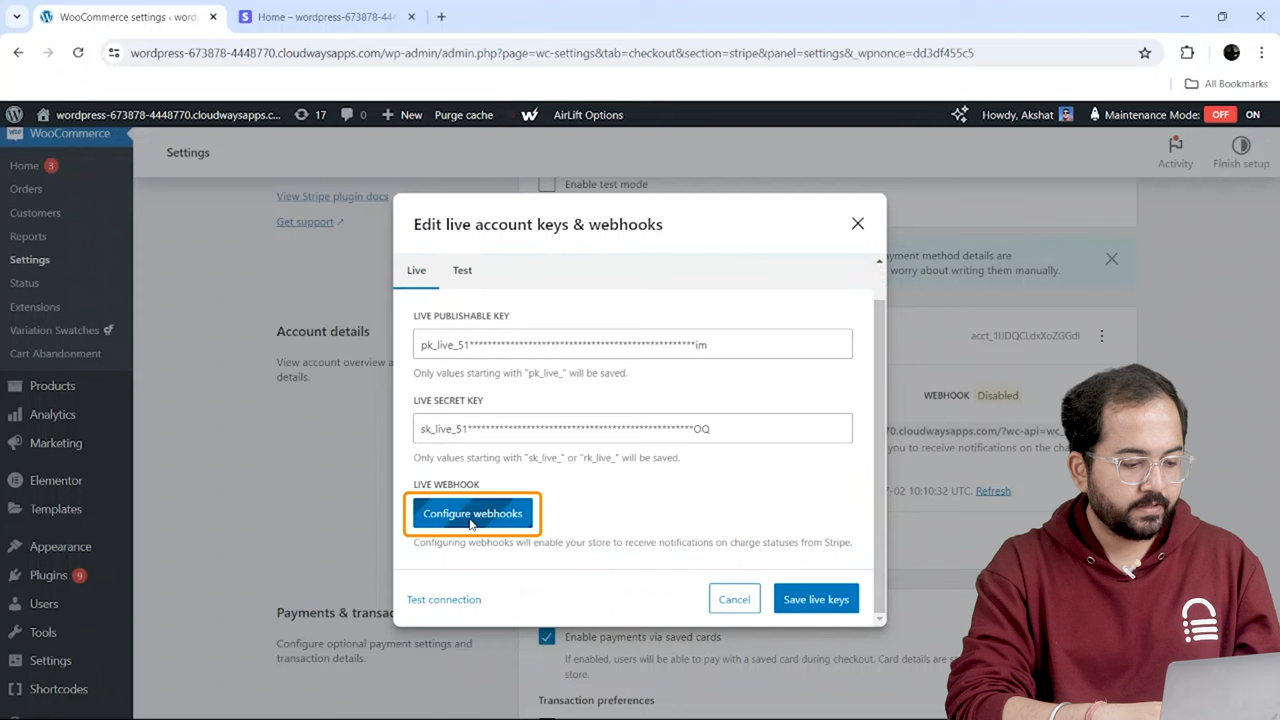 WooCommerce settings ‹ word
Home – wordpress-673878-444
wordpress-673878-4448770.cloudwaysapps.com/wp-admin/admin.php?page=wc-settings&tab=checkout&section=stripe&panel=settings&_wpnonce=dd3df455c5
All Bookmarks
wordpress-673878-4448770.cloudwaysapps.c... 17 0 New Purge cache AirLift Options Howdy, Akshat Maintenance Mode: OFF ON
WooCommerce
Home 3
Orders
Customers
Reports
Settings
Status
Extensions
Variation Swatches
Cart Abandonment
Products
Analytics
Marketing
Elementor
Templates
Appearance
Plugins 9
Users
Tools
Settings
Shortcodes
Settings
Activity
Finish setup
View Stripe plugin docs
Get support ↗
Enable test mode
Account details
View account overview a
details.
Payments & transac
Configure optional payment settings and
transaction details.
Edit live account keys & webhooks
Live Test
LIVE PUBLISHABLE KEY
pk_live_51**************************************************im
Only values starting with "pk_live_" will be saved.
LIVE SECRET KEY
sk_live_51**************************************************OQ
Only values starting with "sk_live_" or "rk_live_" will be saved.
LIVE WEBHOOK
Configure webhooks
Configuring webhooks will enable your store to receive notifications on charge statuses from Stripe.
Test connection Cancel Save live keys
yment method details are
worry about writing them manually.
acct_1IJDQCLdxXoZGGdI
WEBHOOK Disabled
70.cloudwaysapps.com/?wc-api=wc_
you to receive notifications on the cha
-02 10:10:32 UTC. Refresh
Enable payments via saved cards
If enabled, users will be able to pay with a saved card during checkout. Card details are s
store.
Transaction preferences